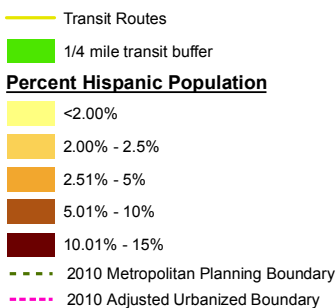 Transit Routes
1/4 mile transit buffer
Percent Hispanic Population
<2.00%
2.00% - 2.5%
2.51% - 5%
5.01% - 10%
10.01% - 15%
2010 Metropolitan Planning Boundary
2010 Adjusted Urbanized Boundary